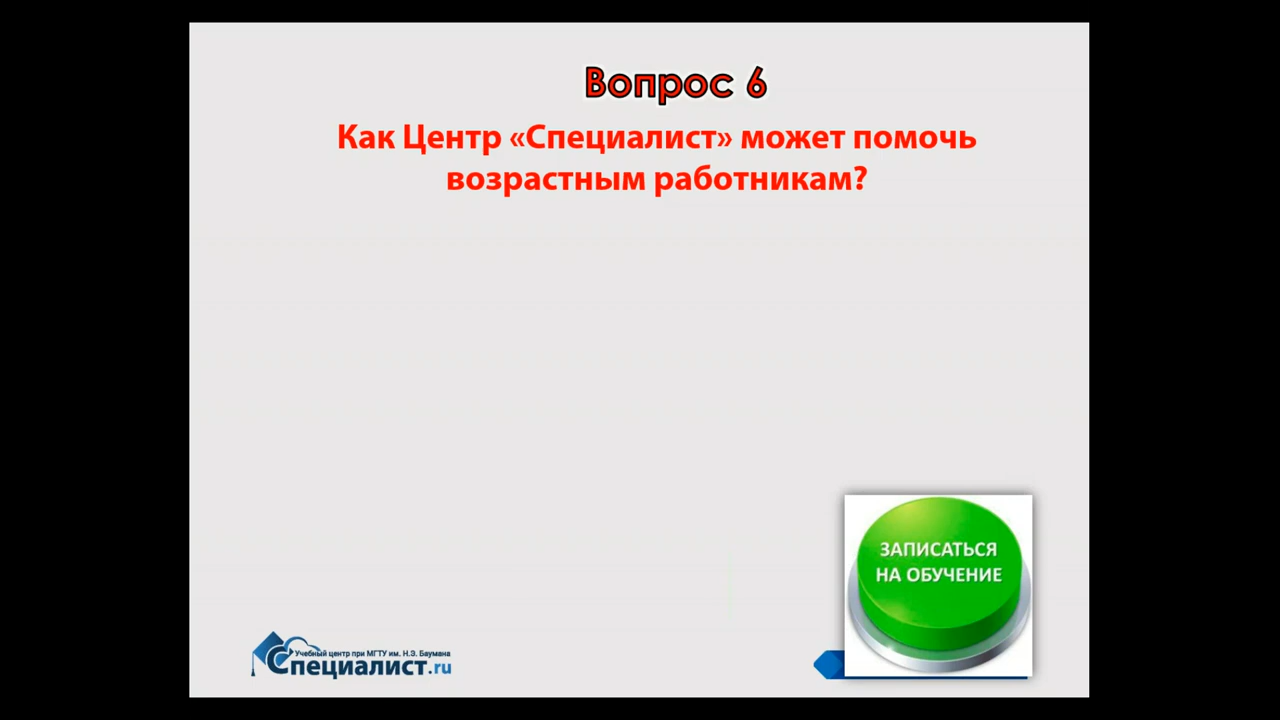 Вопрос 6
Как Центр «Специалист» может помочь
возрастным работникам?
ЗАПИСАТЬСЯ
НА ОБУЧЕНИЕ
Учебный центр при МГТУ им. Н.Э. Баумана
Специалист.ru